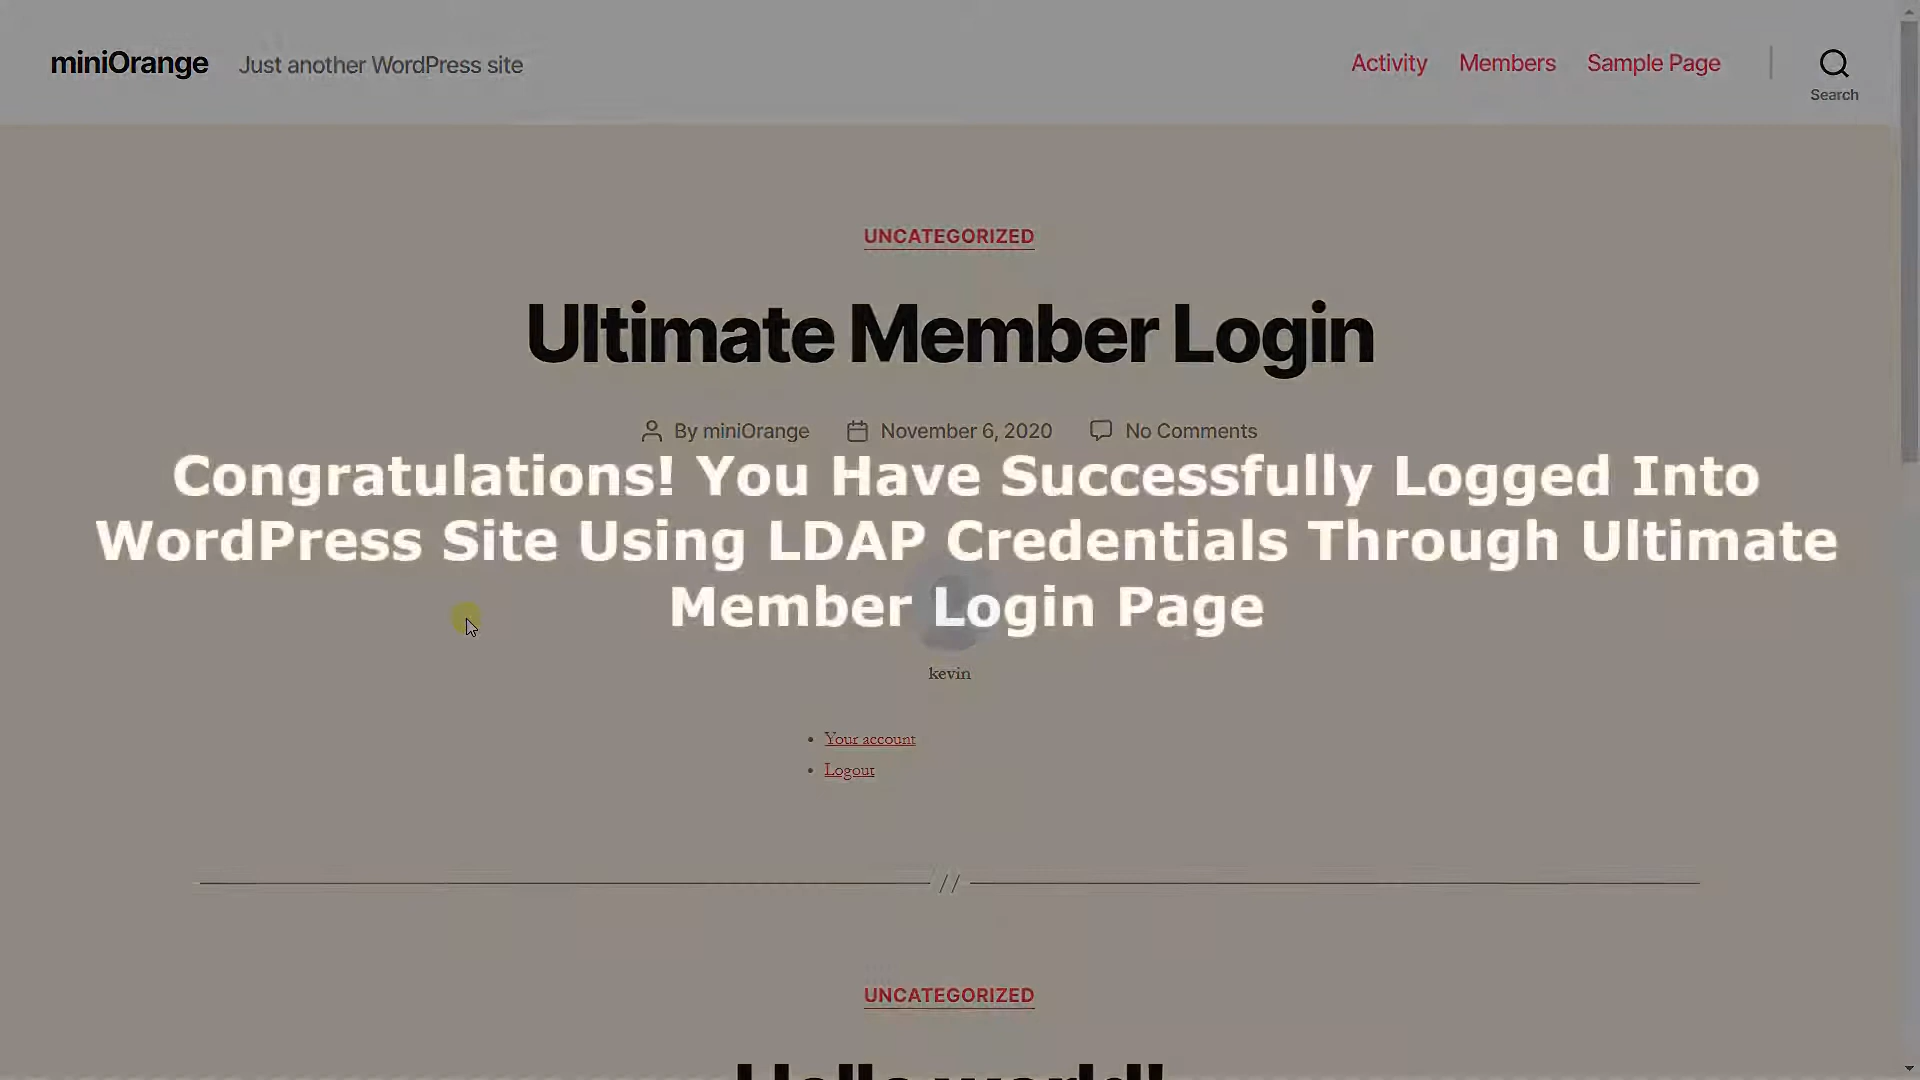 miniOrange Just another WordPress site Activity Members Sample Page
Search
UNCATEGORIZED
Ultimate Member Login
By miniOrange November 6, 2020 No Comments
Congratulations! You Have Successfully Logged Into
WordPress Site Using LDAP Credentials Through Ultimate
Member Login Page
kevin
• Your account
• Logout
//
UNCATEGORIZED
Hello world!